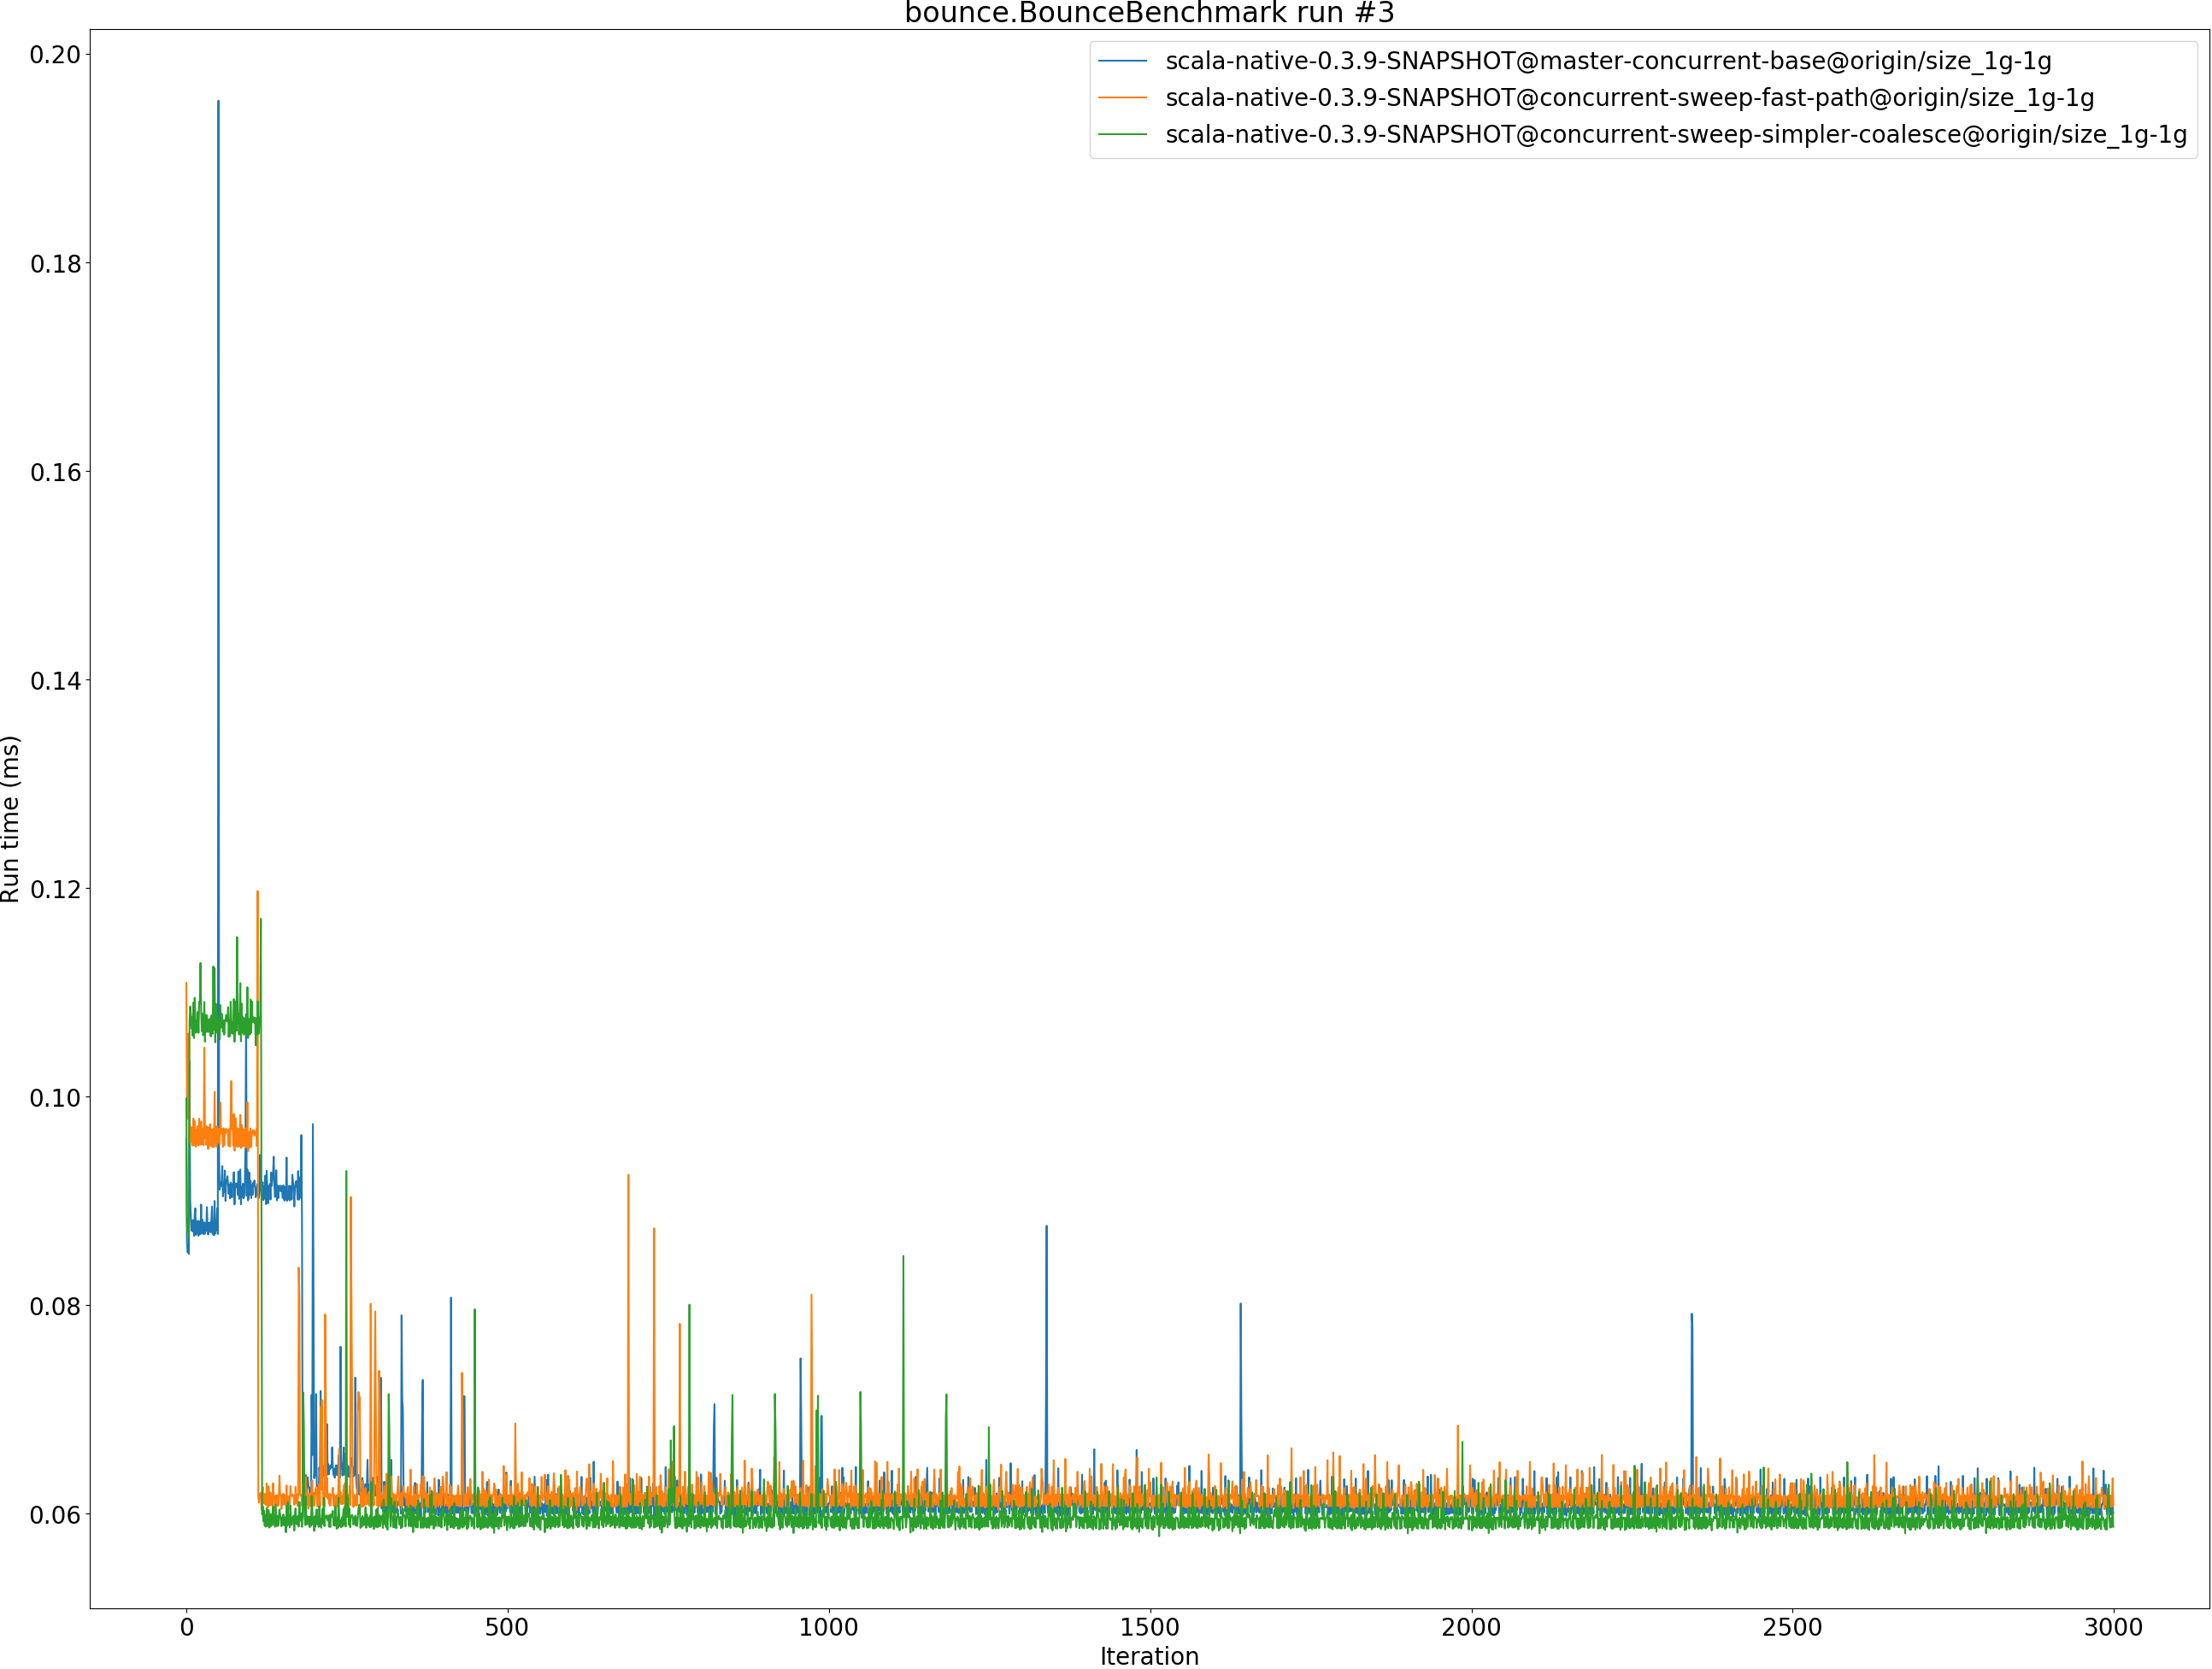 bounce.BounceBenchmark run #3
scala-native-0.3.9-SNAPSHOT@master-concurrent-base@origin/size_1g-1g
scala-native-0.3.9-SNAPSHOT@concurrent-sweep-fast-path@origin/size_1g-1g
scala-native-0.3.9-SNAPSHOT@concurrent-sweep-simpler-coalesce@origin/size_1g-1g
Run time (ms)
0.20
0.18
0.16
0.14
0.12
0.10
0.08
0.06
0 500 1000 1500 2000 2500 3000
Iteration